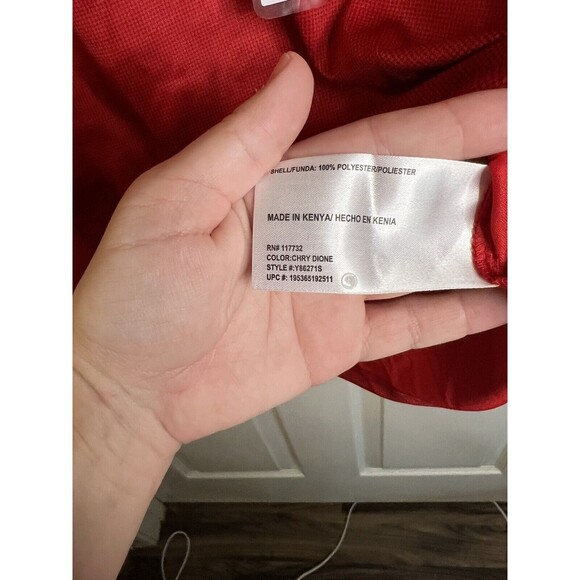 SHELL/FUNDA: 100% POLYESTER/POLIESTER
MADE IN KENYA/ HECHO EN KENIA
RN# 117732
COLOR:CHRY DIONE
STYLE #:Y86271S
UPC #: 195365192511